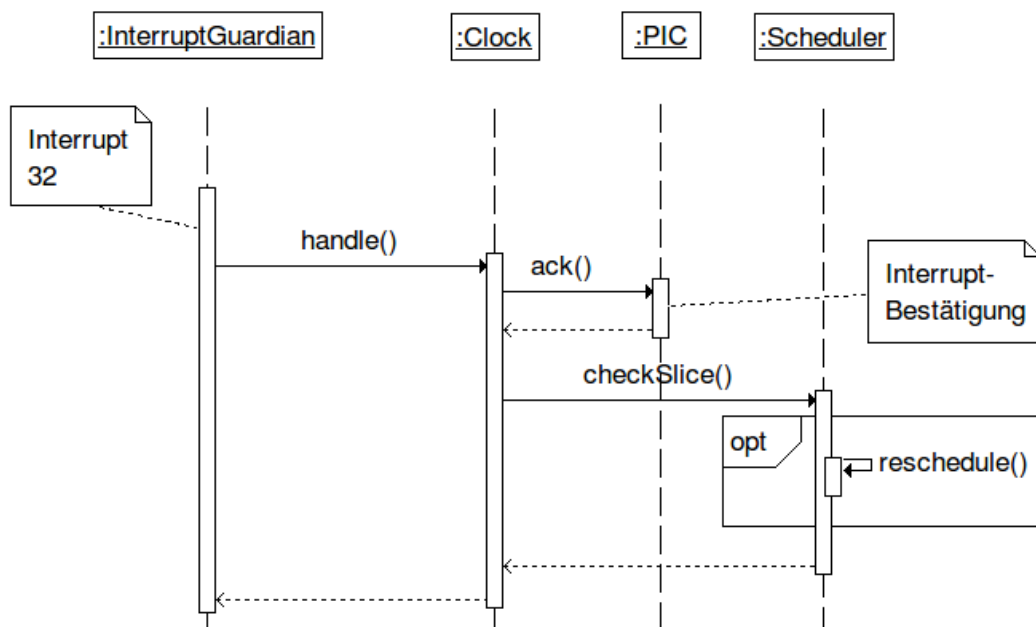 :InterruptGuardian
:Clock
:PIC
:Scheduler
Interrupt
32
handle()
ack()
Interrupt-
Bestätigung
checkSlice()
opt
reschedule()